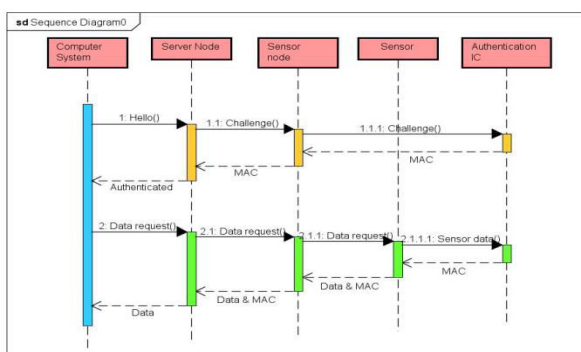 sd Sequence Diagram0
Computer
System
Server Node
Sensor
node
Sensor
Authentication
IC
1: Hello()
1.1: Challenge()
1.1.1: Challenge()
MAC
MAC
Authenticated
2: Data request()
2.1: Data request()
2.1.1: Data request()
2.1.1.1: Sensor data()
MAC
Data & MAC
Data & MAC
Data